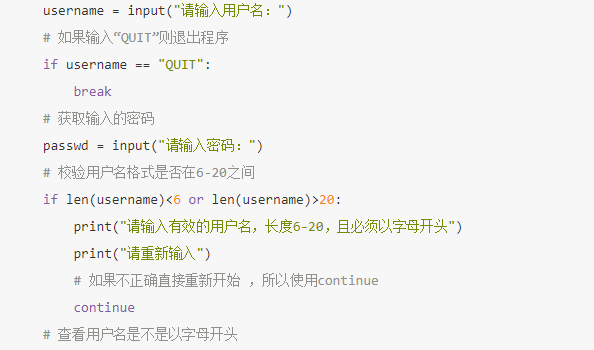 username = input("请输入用户名：")
# 如果输入“QUIT”则退出程序
if username == "QUIT":
    break
# 获取输入的密码
passwd = input("请输入密码：")
# 校验用户名格式是否在6-20之间
if len(username)<6 or len(username)>20:
    print("请输入有效的用户名，长度6-20，且必须以字母开头")
    print("请重新输入")
    # 如果不正确直接重新开始 ，所以使用continue
    continue
# 查看用户名是不是以字母开头